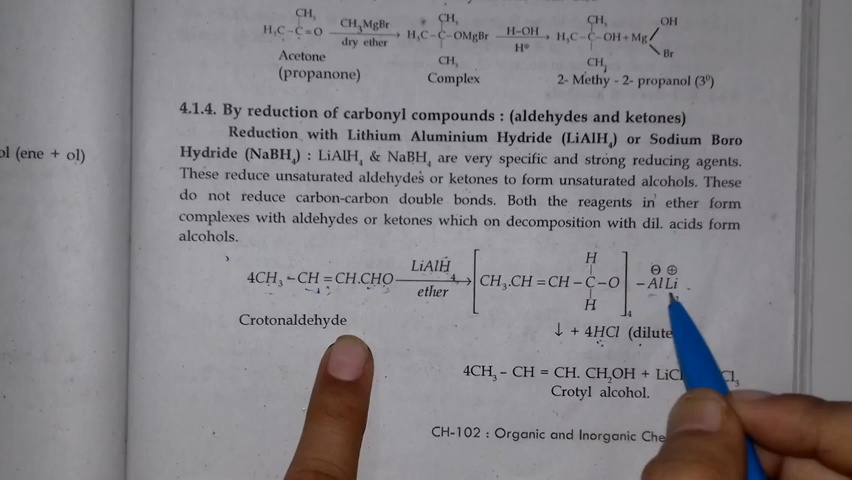 CH₃ CH₃ CH₃ OH
H₃C – C = O CH₃MgBr dry ether H₃C – C – OMgBr H–OH H⊕ H₃C – C – OH + Mg Br
CH₃ CH₃
Acetone
(propanone) Complex 2- Methy - 2- propanol (3⁰)
4.1.4. By reduction of carbonyl compounds : (aldehydes and ketones)
Reduction with Lithium Aluminium Hydride (LiAlH₄) or Sodium Boro
ol (ene + ol) Hydride (NaBH₄) : LiAlH₄ & NaBH₄ are very specific and strong reducing agents.
These reduce unsaturated aldehydes or ketones to form unsaturated alcohols. These
do not reduce carbon-carbon double bonds. Both the reagents in ether form
complexes with aldehydes or ketones which on decomposition with dil. acids form
alcohols.
H
4CH₃ – CH = CH.CHO LiAlH₄ ether [CH₃.CH = CH – C – O]₄ – Al⊖ Li⊕
H
Crotonaldehyde ↓ + 4HCl (dilute
4CH₃ – CH = CH. CH₂OH + LiC Cl₃
Crotyl alcohol.
CH-102 : Organic and Inorganic Che